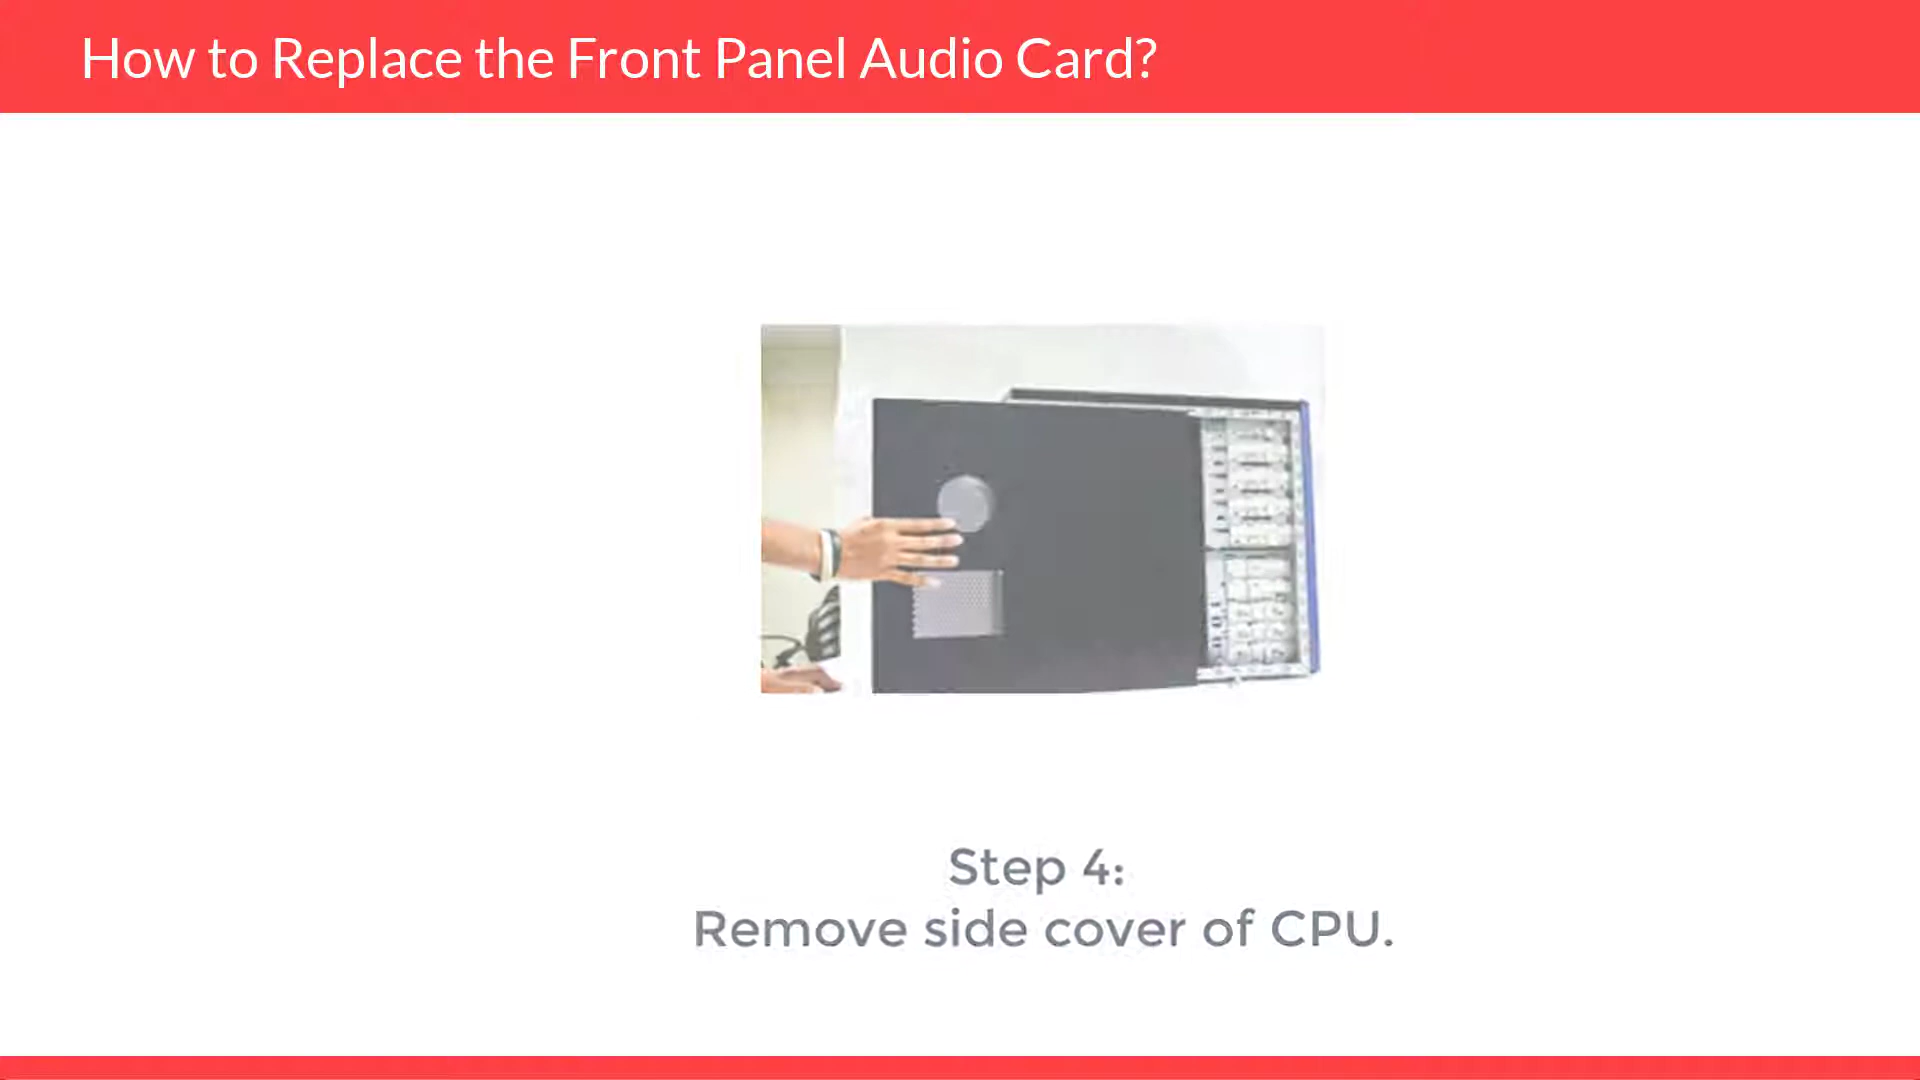 How to Replace the Front Panel Audio Card?
Step 4:
Remove side cover of CPU.